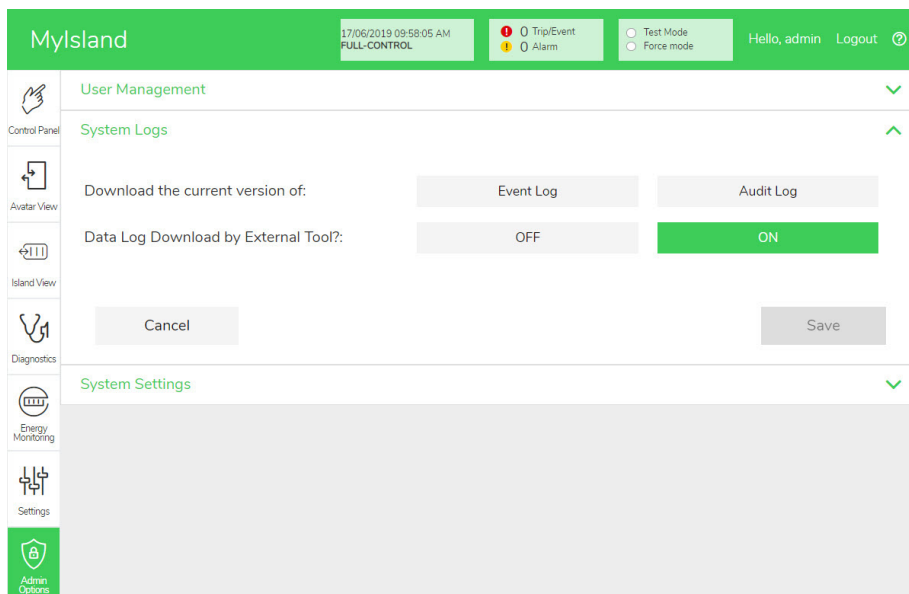 MyIsland
17/06/2019 09:58:05 AM
FULL-CONTROL
0 Trip/Event
0 Alarm
Test Mode
Force mode
Hello, admin
Logout
Control Panel
Avatar View
Island View
Diagnostics
Energy
Monitoring
Settings
Admin
Options
User Management
System Logs
Download the current version of:
Event Log
Audit Log
Data Log Download by External Tool?:
OFF
ON
Cancel
Save
System Settings